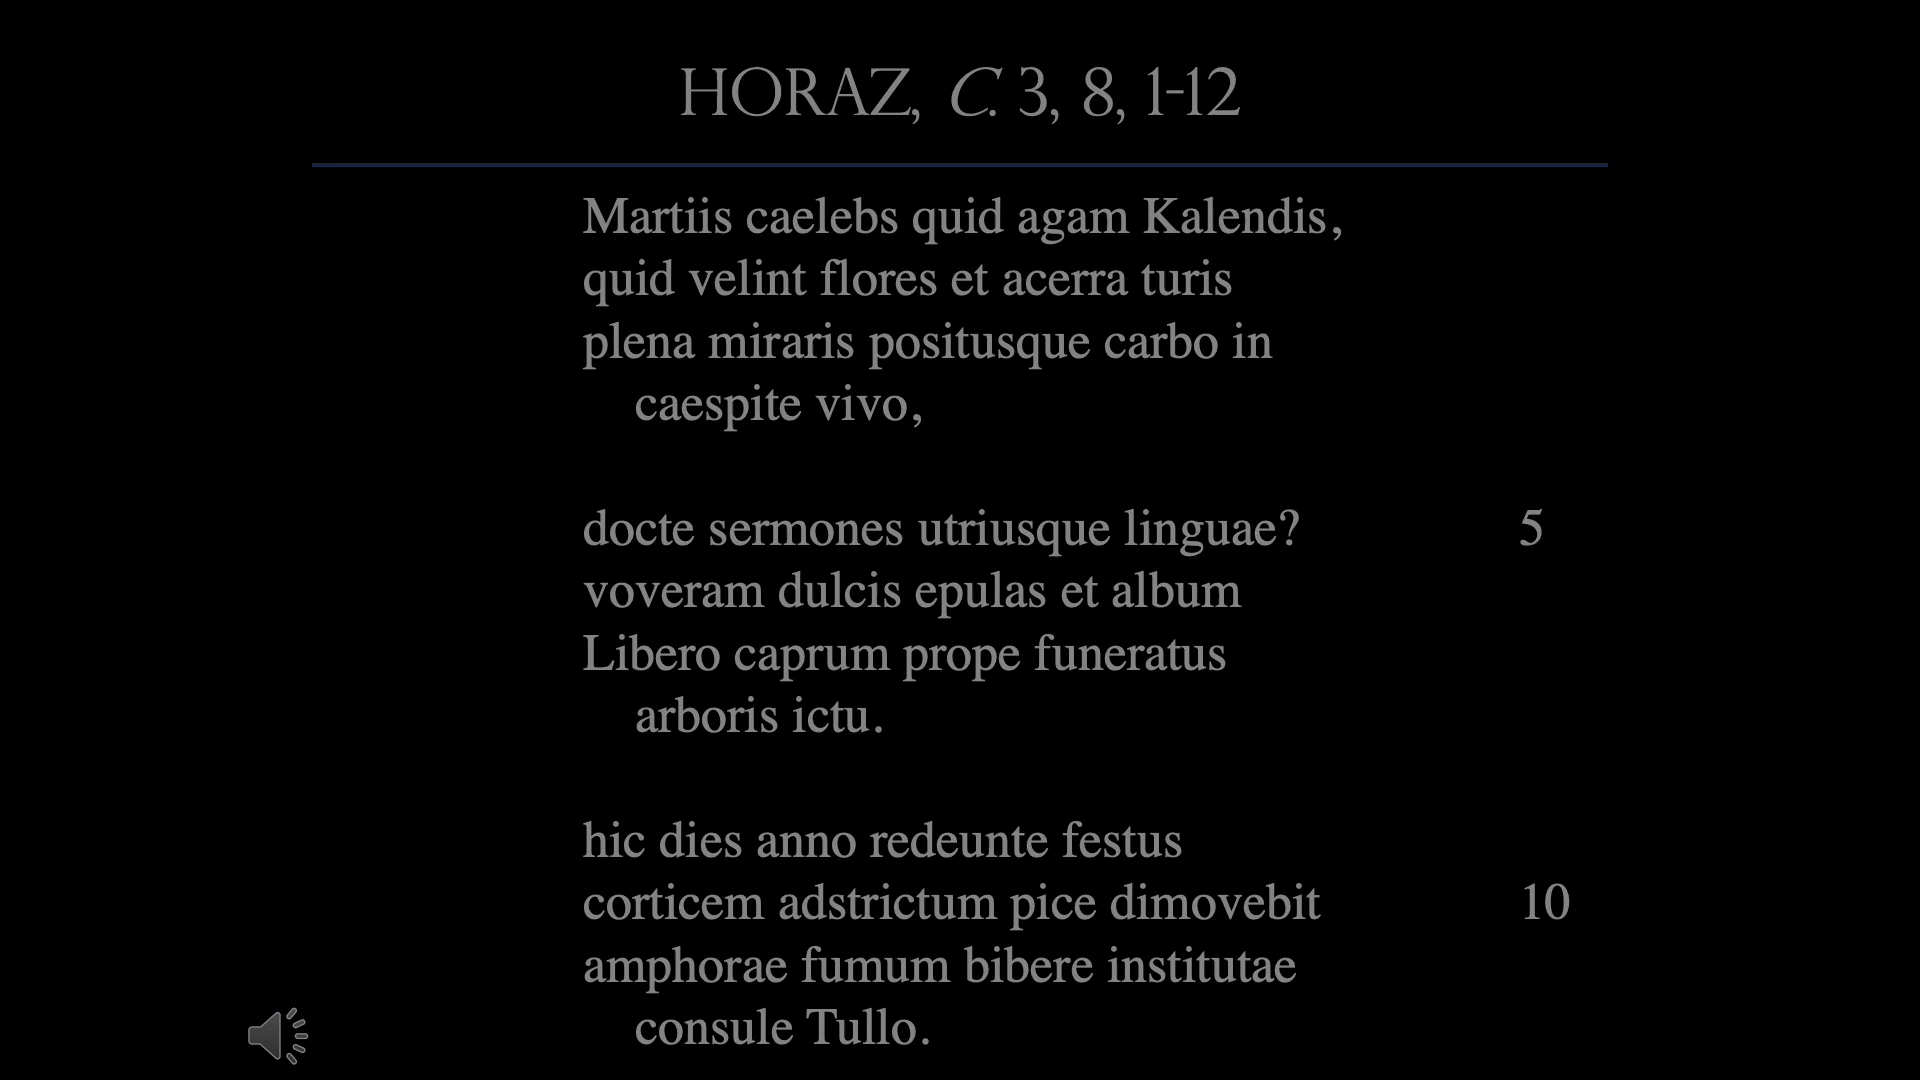 HORAZ, C. 3, 8, 1-12
Martiis caelebs quid agam Kalendis,
quid velint flores et acerra turis
plena miraris positusque carbo in
caespite vivo,
docte sermones utriusque linguae? 5
voveram dulcis epulas et album
Libero caprum prope funeratus
arboris ictu.
hic dies anno redeunte festus
corticem adstrictum pice dimovebit 10
amphorae fumum bibere institutae
consule Tullo.